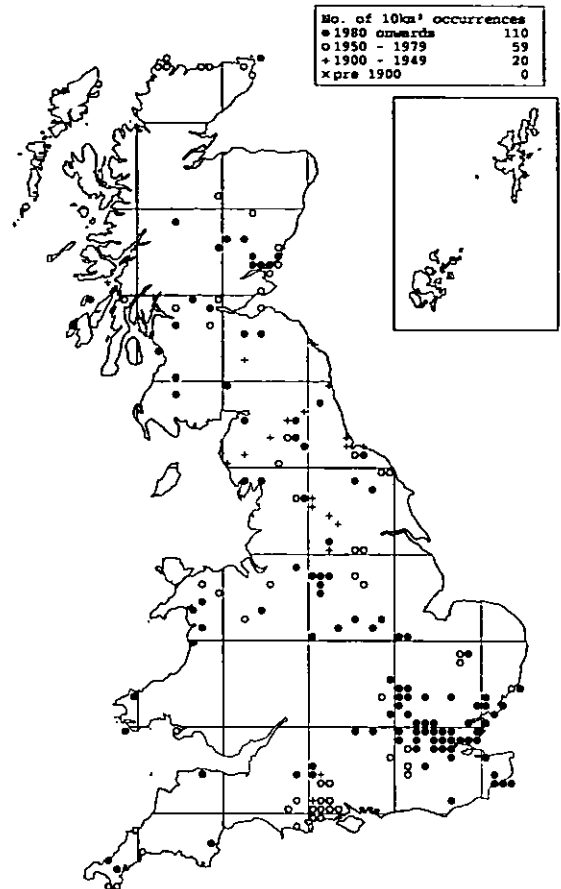 No. of 10km² occurrences
● 1980 onwards 110
○ 1950 - 1979 59
+ 1900 - 1949 20
x pre 1900 0